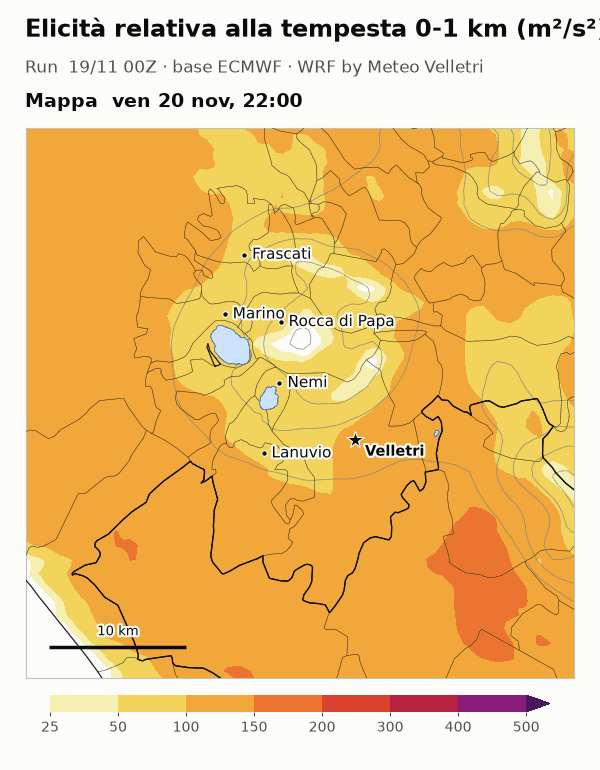 Elicità relativa alla tempesta 0-1 km (m²/s²)
Run 19/11 00Z · base ECMWF · WRF by Meteo Velletri
Mappa ven 20 nov, 22:00
Frascati
Marino
Rocca di Papa
Nemi
Velletri
Lanuvio
10 km
25 50 100 150 200 300 400 500